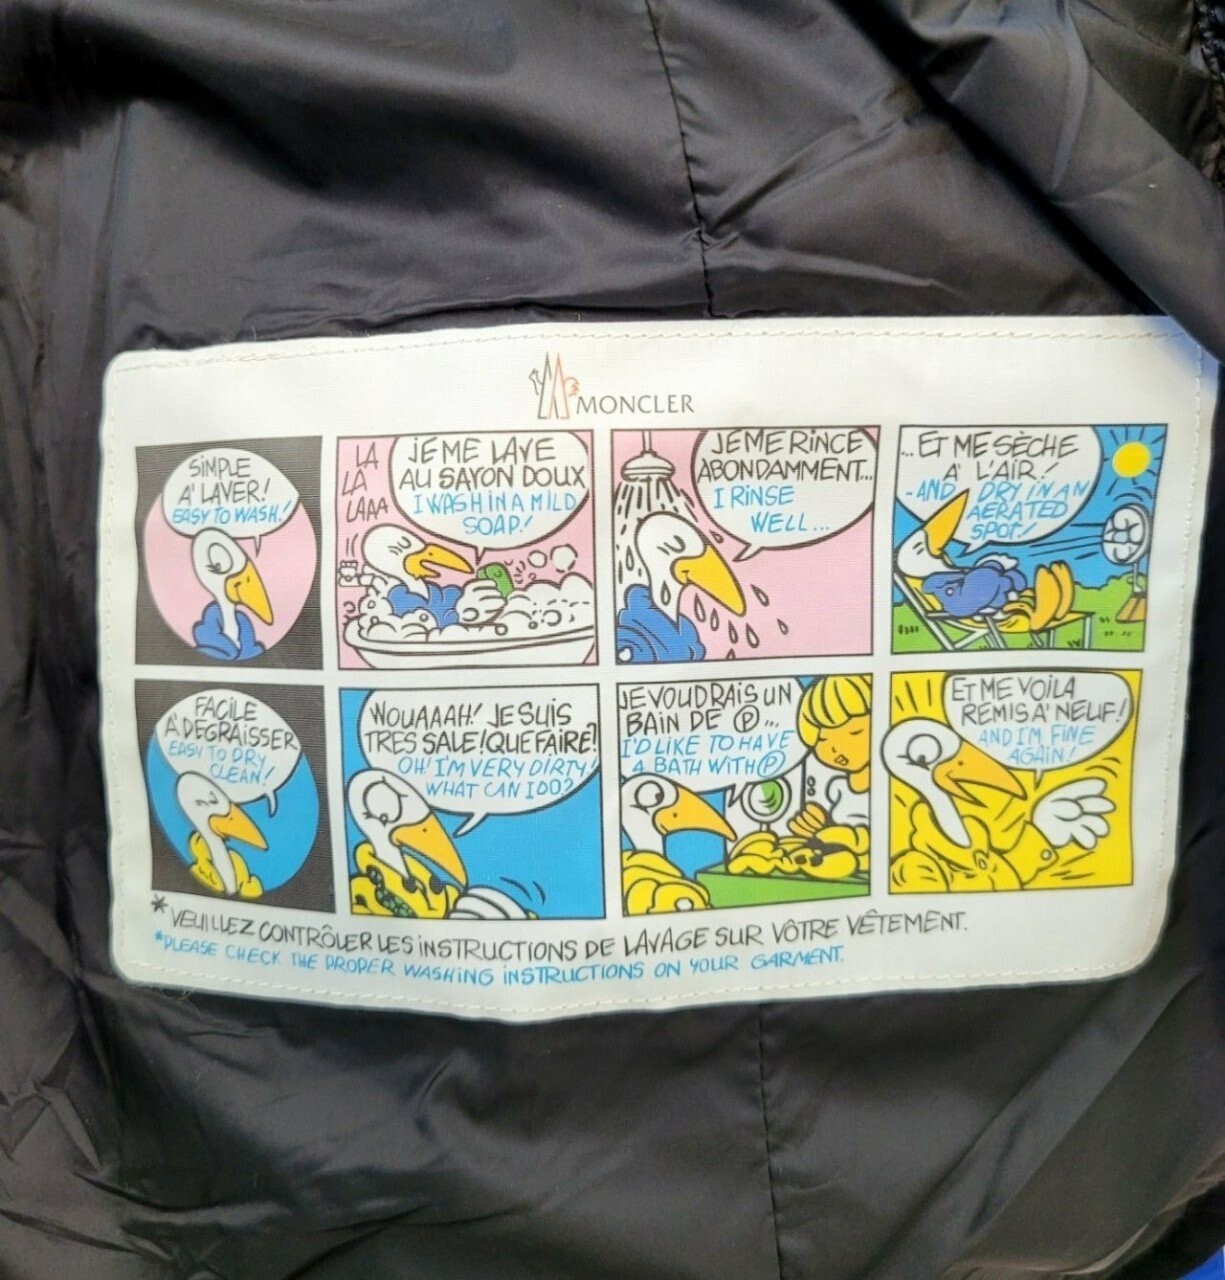 MONCLER
SIMPLE
A' LAVER!
EASY TO WASH!
LA
LA
LAAA
JE ME LAVE
AU SAYON DOUX
I WASH IN A MILD
SOAP!
JE ME RINCE
ABONDAMMENT...
I RINSE
WELL...
...ET ME SÈCHE
A' L'AIR!
-AND DRY IN AN
AERATED
SPOT!
FACILE
A' DEGRAISSER
EASY TO DRY
CLEAN!
WOUAAAH! JE SUIS
TRES SALE! QUE FAIRE?
OH! I'M VERY DIRTY!
WHAT CAN I DO?
JE VOUDRAIS UN
BAIN DE Ⓟ...
I'D LIKE TO HAVE
A BATH WITH Ⓟ
ET ME VOILA
REMIS A' NEUF!
AND I'M FINE
AGAIN!
* VEUILLEZ CONTRÔLER LES INSTRUCTIONS DE LAVAGE SUR VÔTRE VÊTEMENT.
*PLEASE CHECK THE PROPER WASHING INSTRUCTIONS ON YOUR GARMENT.